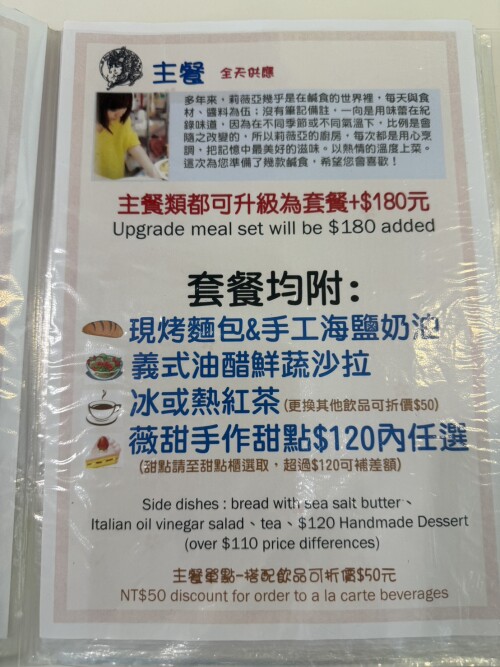 主餐 全天供應
多年來，莉薇亞幾乎是在鹹食的世界裡，每天與食
材、醬料為伍；沒有筆記備註，一向是用味蕾在紀
錄味道，因為在不同季節或不同氣溫下，比例是會
隨之改變的，所以莉薇亞的廚房，每次都是用心烹
調、把記憶中最美好的滋味。以熱情的溫度上菜。
這次為您準備了幾款鹹食，希望您會喜歡！
主餐類都可升級為套餐+$180元
Upgrade meal set will be $180 added
套餐均附：
現烤麵包&手工海鹽奶油
義式油醋鮮蔬沙拉
冰或熱紅茶(更換其他飲品可折價$50)
薇甜手作甜點$120內任選
(甜點請至甜點櫃選取，超過$120可補差額)
Side dishes : bread with sea salt butter、
Italian oil vinegar salad、tea、$120 Handmade Dessert
(over $110 price differences)
主餐單點-搭配飲品可折價$50元
NT$50 discount for order to a la carte beverages